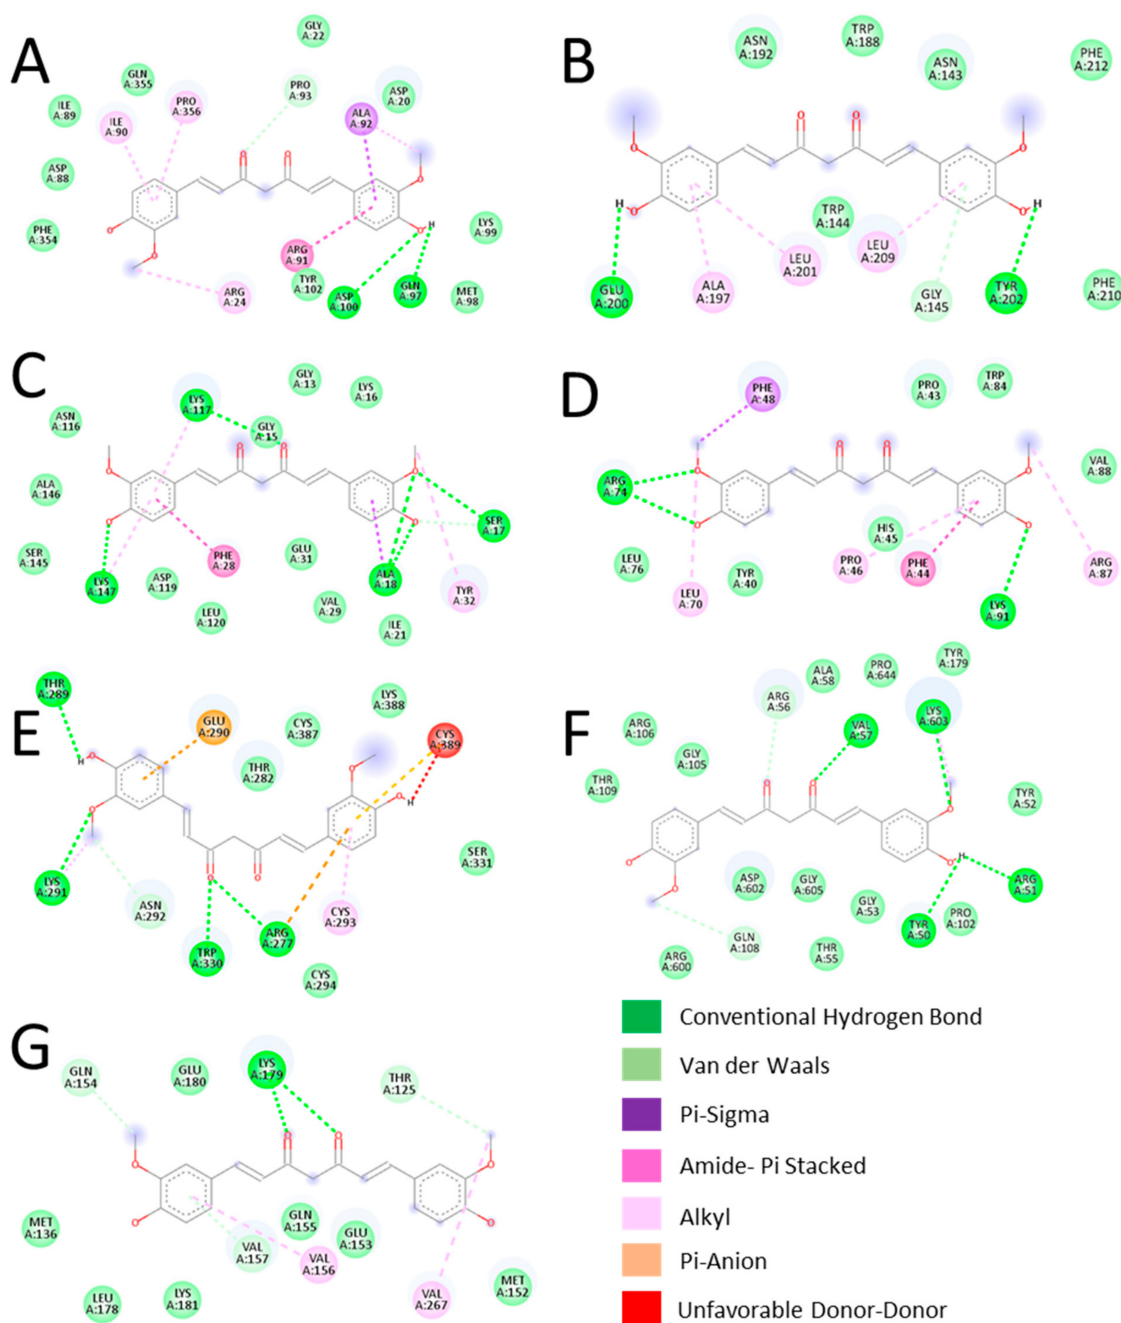 A
GLY
A:22
GLN
A:355
PRO
A:93
ASP
A:20
ILE
A:89
PRO
A:356
ILE
A:90
ALA
A:92
ASP
A:88
PHE
A:354
LYS
A:99
ARG
A:91
TYR
A:102
ARG
A:24
ASP
A:100
GLN
A:97
MET
A:98
O
O
O
O
O
H
O
B
ASN
A:192
TRP
A:188
ASN
A:143
PHE
A:212
O
O
O
O
H
O
O
H
TRP
A:144
LEU
A:209
LEU
A:201
GLU
A:200
ALA
A:197
GLY
A:145
TYR
A:202
PHE
A:210
C
GLY
A:13
LYS
A:16
LYS
A:117
GLY
A:15
ASN
A:116
ALA
A:146
SER
A:17
SER
A:145
PHE
A:28
GLU
A:31
LYS
A:147
ASP
A:119
ALA
A:18
TYR
A:32
LEU
A:120
VAL
A:29
ILE
A:21
O
O
O
O
O
O
D
PHE
A:48
PRO
A:43
TRP
A:84
ARG
A:74
VAL
A:88
HIS
A:45
LEU
A:76
TYR
A:40
PRO
A:46
PHE
A:44
ARG
A:87
LEU
A:70
LYS
A:91
O
O
O
O
O
O
E
THR
A:289
GLU
A:290
CYS
A:387
LYS
A:388
CYS
A:389
THR
A:282
H
O
O
O
O
H
O
O
SER
A:331
LYS
A:291
ASN
A:292
CYS
A:293
ARG
A:277
TRP
A:330
CYS
A:294
F
ALA
A:58
PRO
A:644
TYR
A:179
ARG
A:56
LYS
A:603
VAL
A:57
ARG
A:106
GLY
A:105
THR
A:109
TYR
A:52
O
O
O
O
O
O
H
ASP
A:602
GLY
A:605
GLY
A:53
ARG
A:51
TYR
A:50
PRO
A:102
GLN
A:108
THR
A:55
ARG
A:600
G
GLN
A:154
GLU
A:180
LYS
A:179
THR
A:125
O
O
O
O
O
O
MET
A:136
GLN
A:155
GLU
A:153
VAL
A:157
VAL
A:156
LEU
A:178
LYS
A:181
VAL
A:267
MET
A:152
Conventional Hydrogen Bond
Van der Waals
Pi-Sigma
Amide- Pi Stacked
Alkyl
Pi-Anion
Unfavorable Donor-Donor